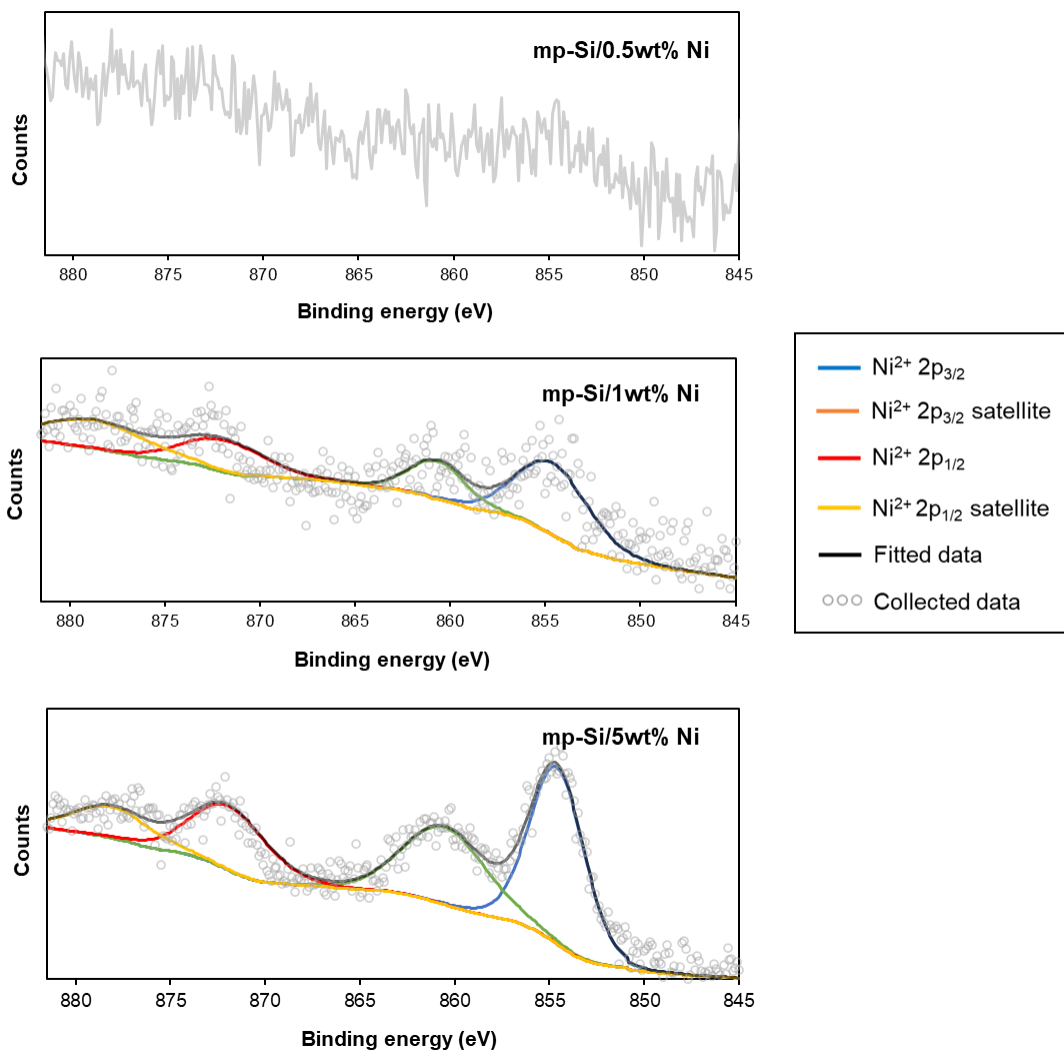 mp-Si/0.5wt% Ni
Counts
880 875 870 865 860 855 850 845
Binding energy (eV)
mp-Si/1wt% Ni
Counts
880 875 870 865 860 855 850 845
Binding energy (eV)
mp-Si/5wt% Ni
Counts
880 875 870 865 860 855 850 845
Binding energy (eV)
Ni²⁺ 2p₃/₂
Ni²⁺ 2p₃/₂ satellite
Ni²⁺ 2p₁/₂
Ni²⁺ 2p₁/₂ satellite
Fitted data
Collected data